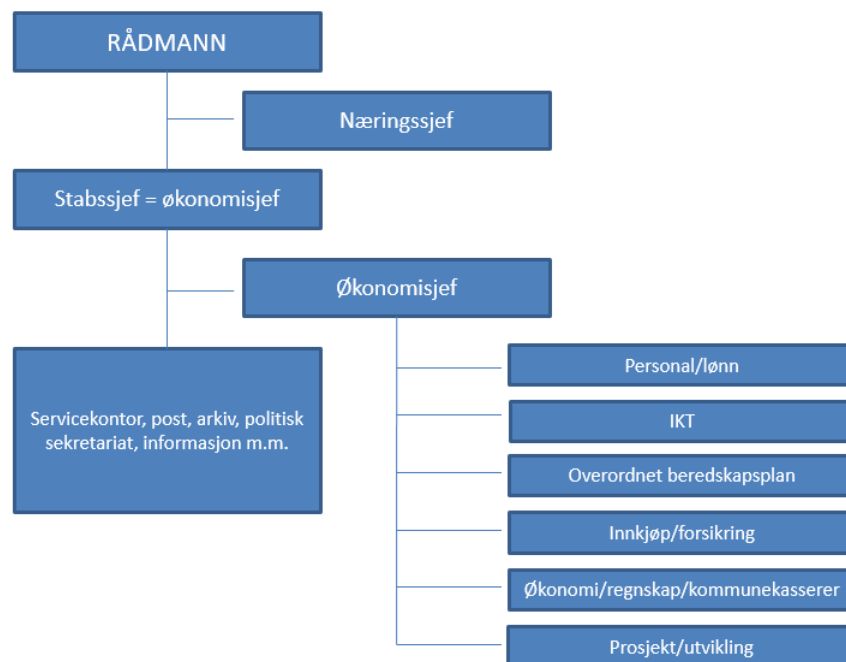 RÅDMANN
Næringssjef
Stabssjef = økonomisjef
Økonomisjef
Servicekontor, post, arkiv, politisk
sekretariat, informasjon m.m.
Personal/lønn
IKT
Overordnet beredskapsplan
Innkjøp/forsikring
Økonomi/regnskap/kommunekasserer
Prosjekt/utvikling